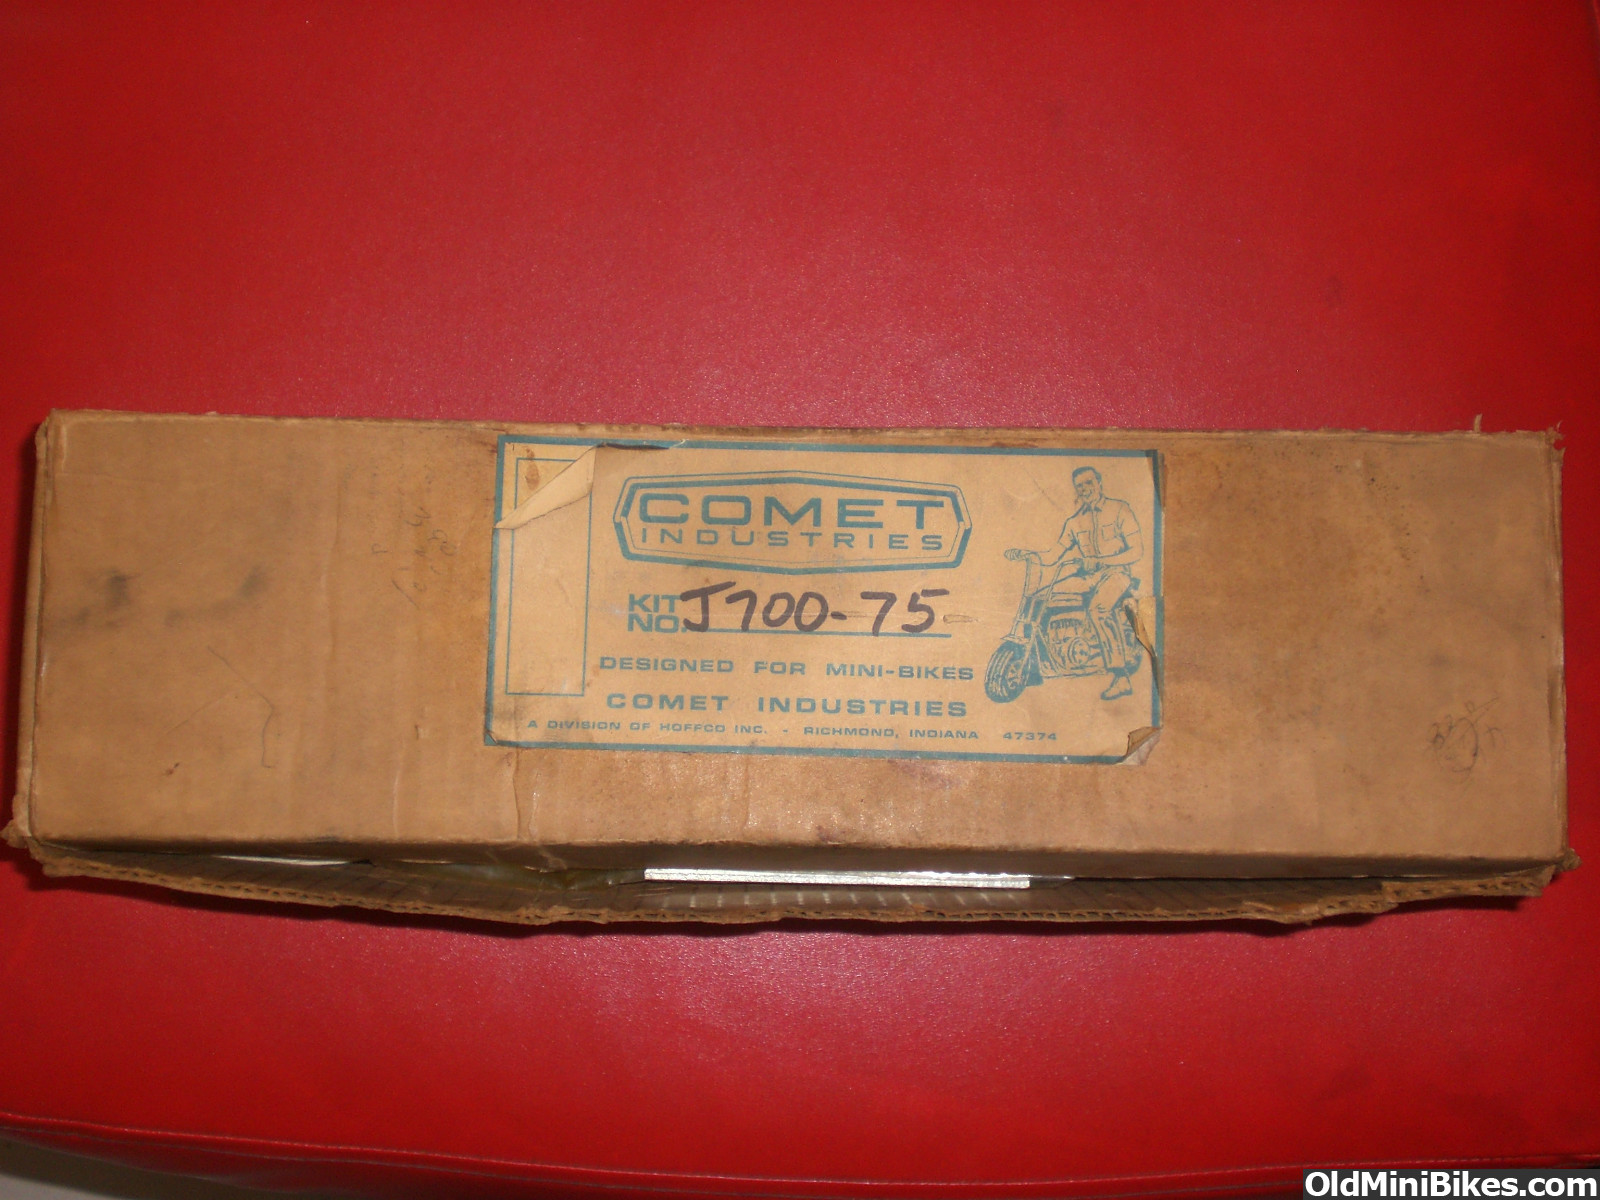 COMET
INDUSTRIES
KIT
NO. J700-75
DESIGNED FOR MINI-BIKES
COMET INDUSTRIES
A DIVISION OF HOFFCO INC. - RICHMOND, INDIANA 47374
OldMiniBikes.com